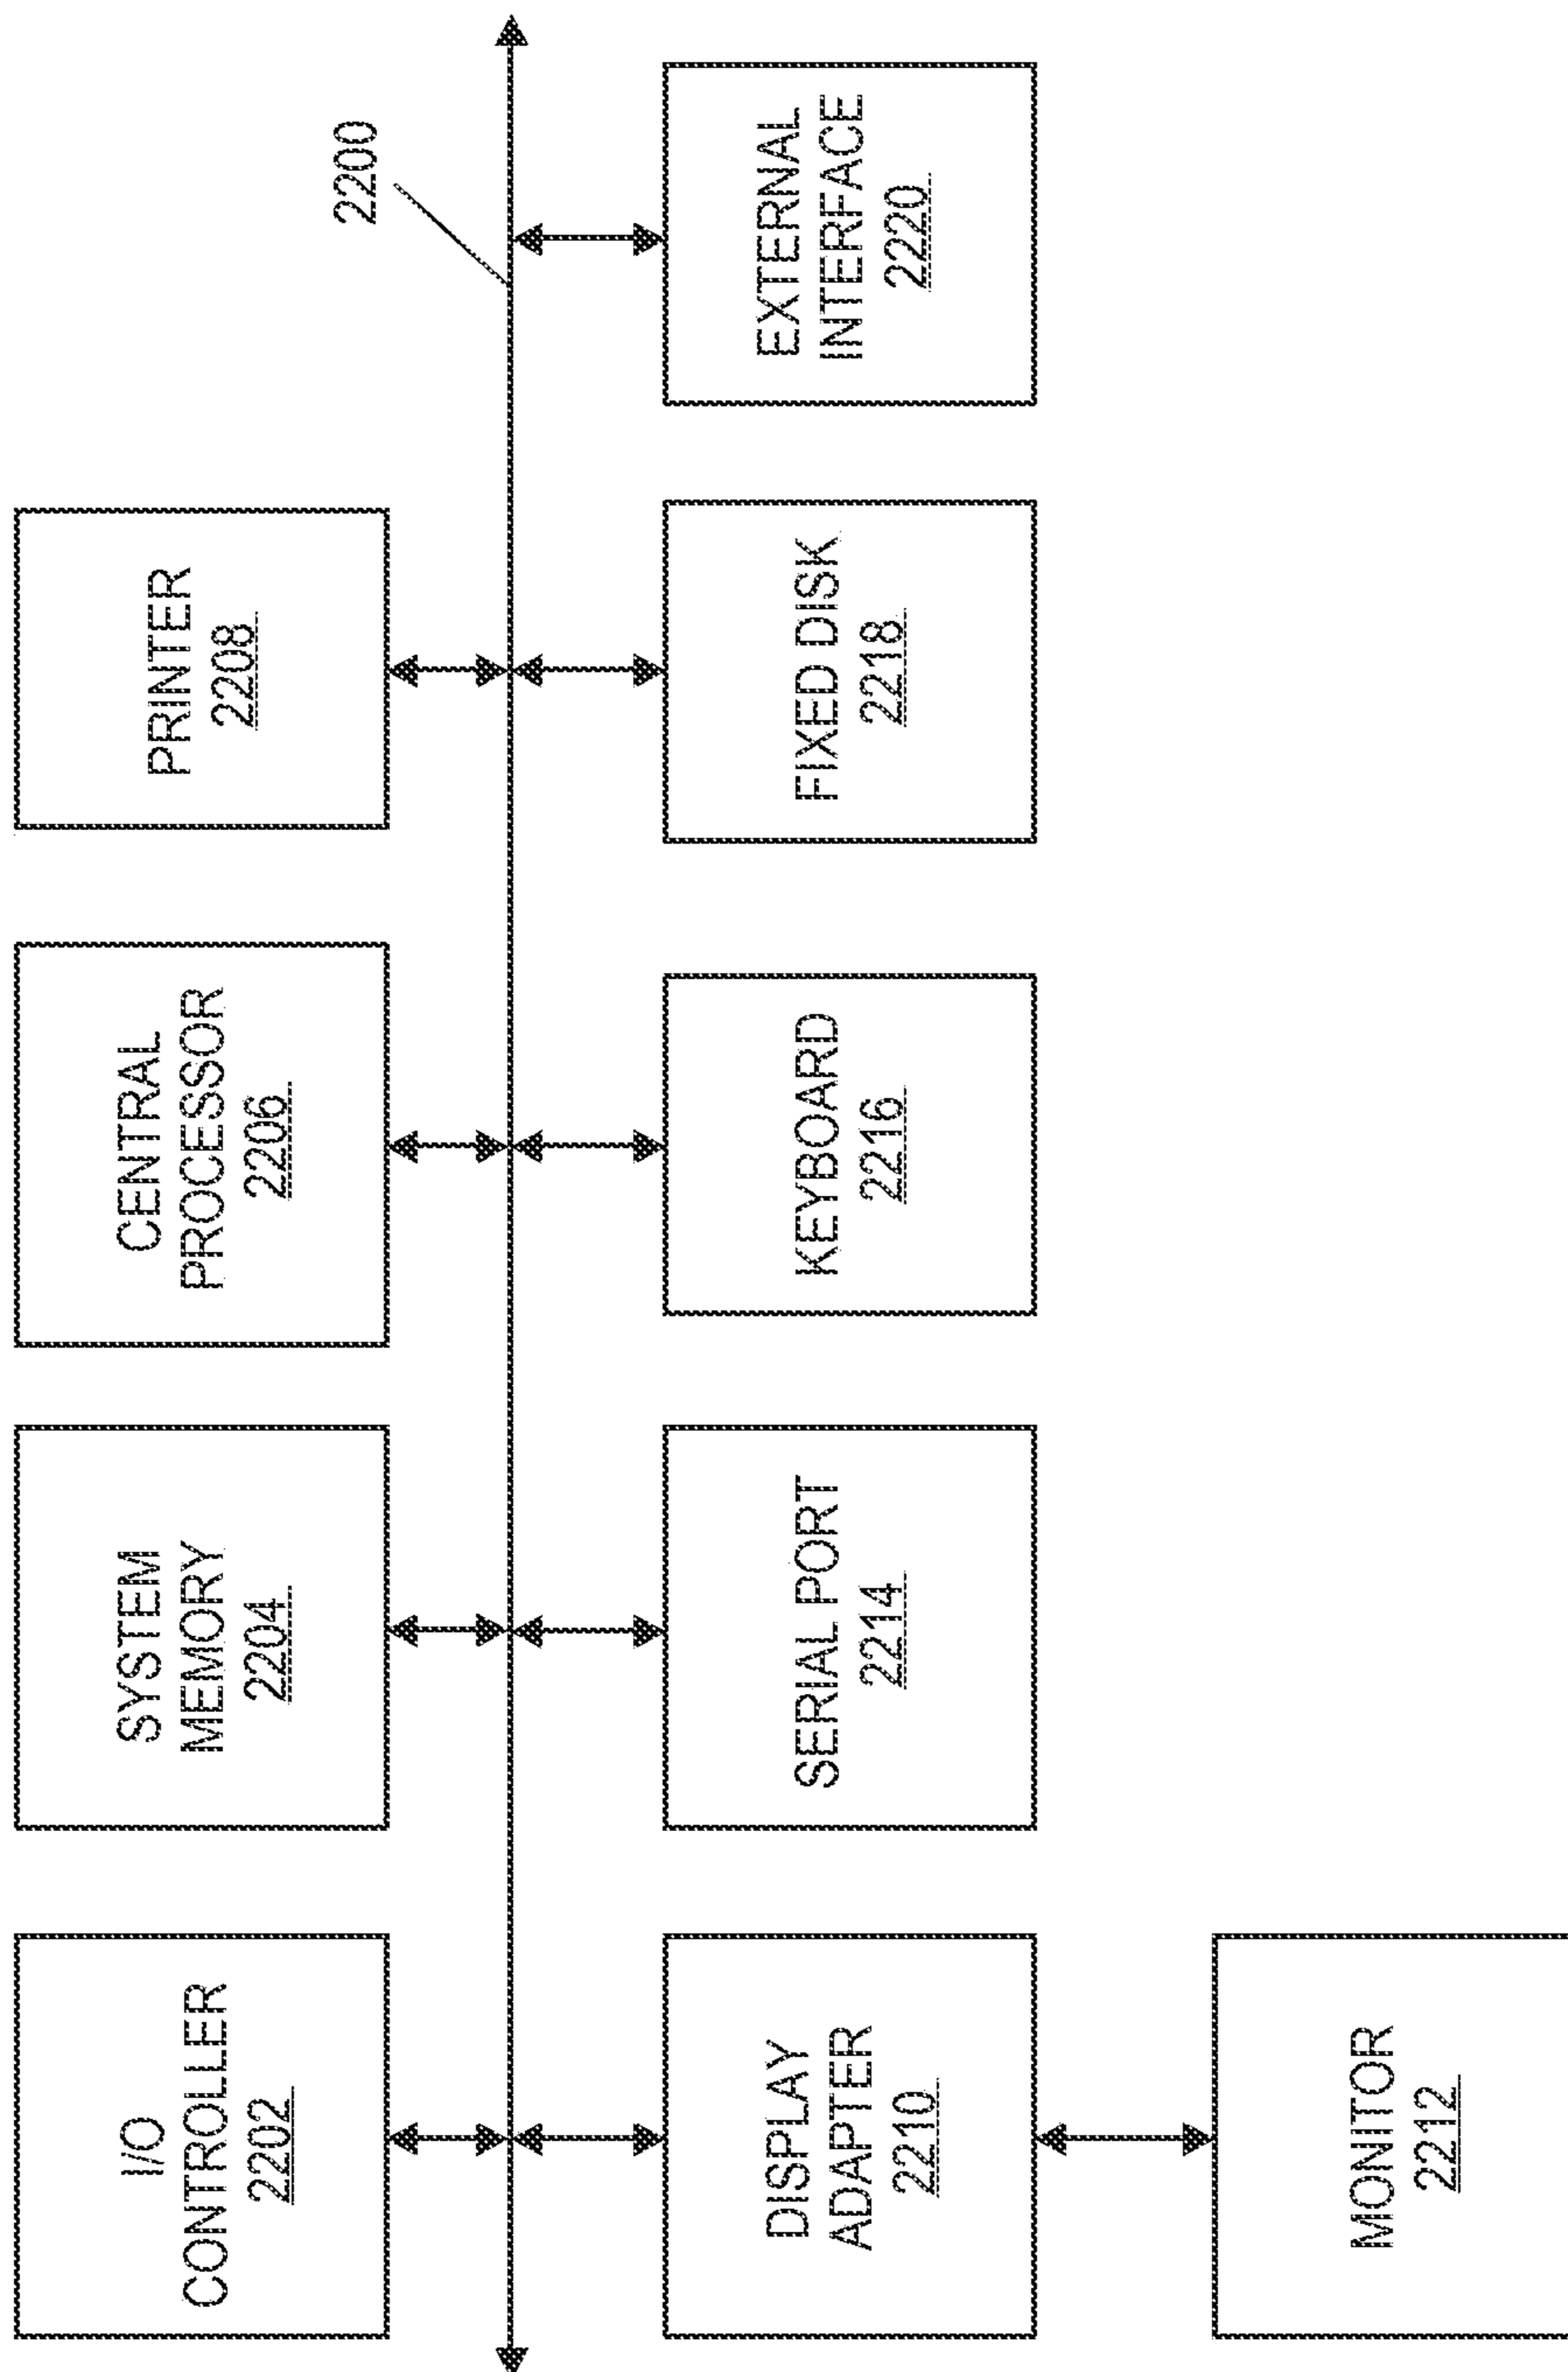 I/O
CONTROLLER
2202
SYSTEM
MEMORY
2204
CENTRAL
PROCESSOR
2206
PRINTER
2208
2200
DISPLAY
ADAPTER
2210
SERIAL PORT
2214
KEYBOARD
2216
FIXED DISK
2218
EXTERNAL
INTERFACE
2220
MONITOR
2212